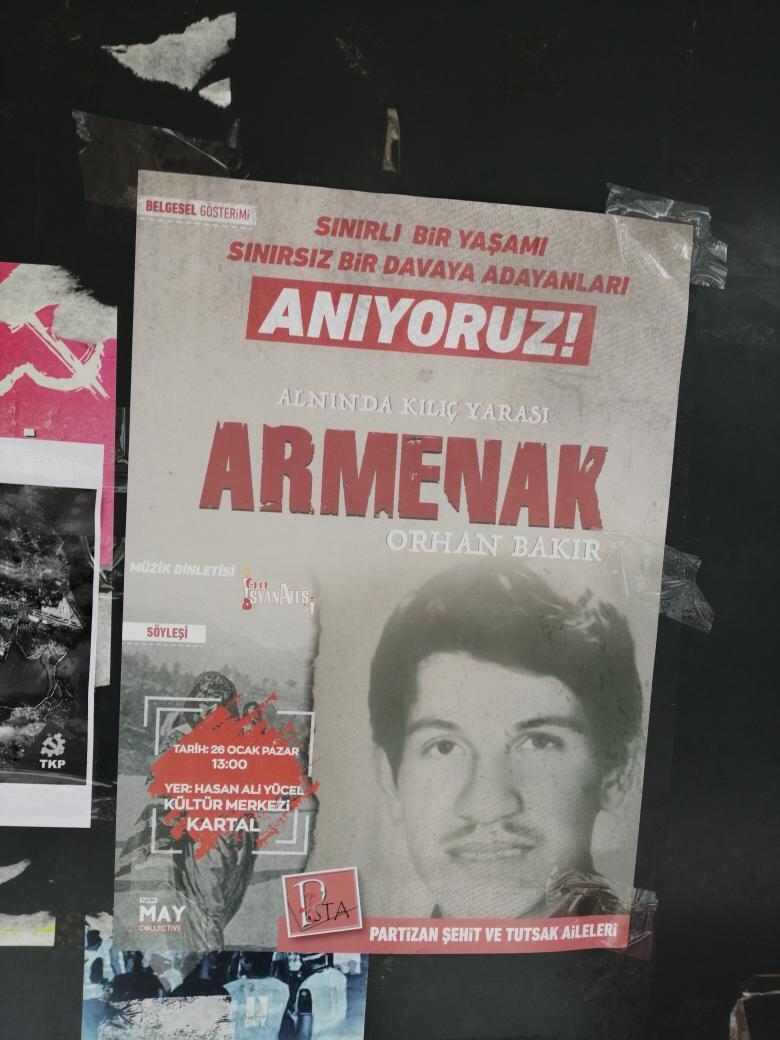 BELGESEL GÖSTERİMİ
SINIRLI BİR YAŞAMI
SINIRSIZ BİR DAVAYA ADAYANLARI
ANIYORUZ!
ALNINDA KILIÇ YARASI
ARMENAK
ORHAN BAKIR
MÜZİK DİNLETİSİ
SÖYLEŞİ
TARİH: 26 OCAK PAZAR
13:00
YER: HASAN ALİ YÜCEL
KÜLTÜR MERKEZİ
KARTAL
TKP
YAPIM
MAY
COLLECTIVE
PARTİZAN ŞEHİT VE TUTSAK AİLELERİ